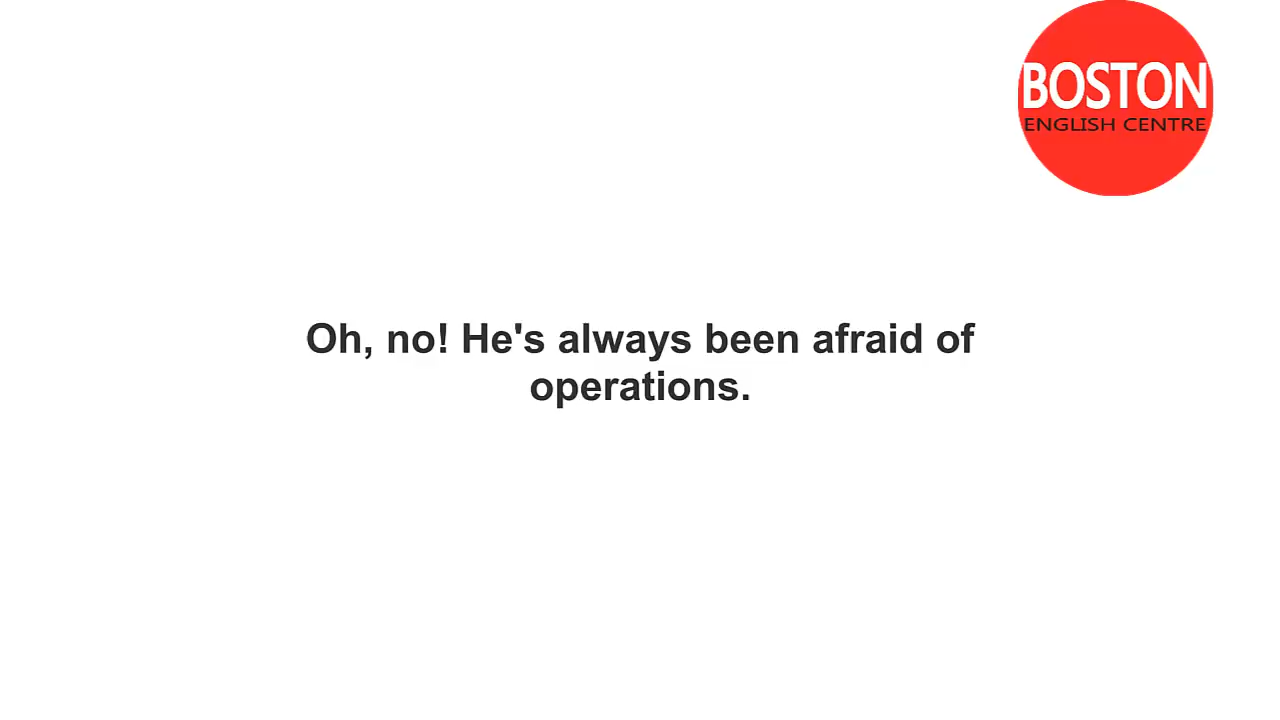 BOSTON
ENGLISH CENTRE
Oh, no! He's always been afraid of
operations.